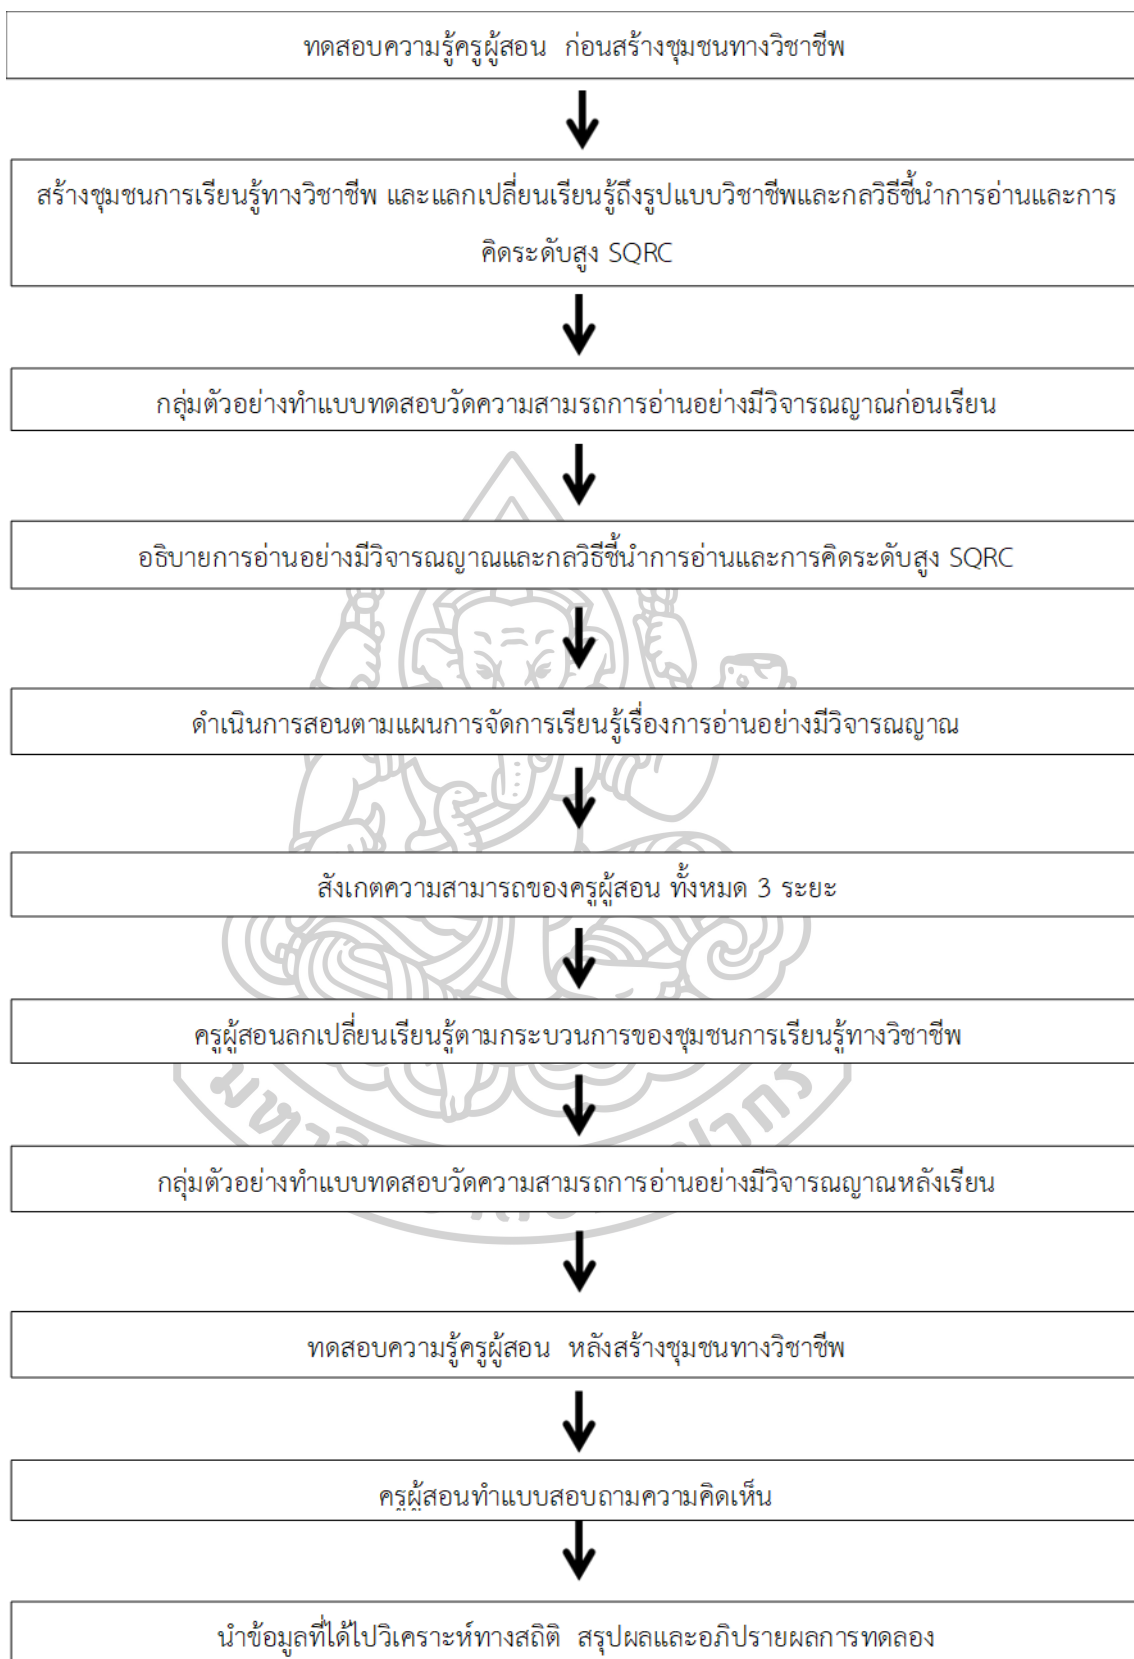 ทดสอบความรู้ครูผู้สอน ก่อนสร้างชุมชนทางวิชาชีพ
สร้างชุมชนการเรียนรู้ทางวิชาชีพ และแลกเปลี่ยนเรียนรู้ถึงรูปแบบวิชาชีพและกลวิธีชี้นำการอ่านและการ
คิดระดับสูง SQRC
กลุ่มตัวอย่างทำแบบทดสอบวัดความสามรถการอ่านอย่างมีวิจารณญาณก่อนเรียน
อธิบายการอ่านอย่างมีวิจารณญาณและกลวิธีชี้นำการอ่านและการคิดระดับสูง SQRC
ดำเนินการสอนตามแผนการจัดการเรียนรู้เรื่องการอ่านอย่างมีวิจารณญาณ
สังเกตความสามารถของครูผู้สอน ทั้งหมด 3 ระยะ
ครูผู้สอนลกเปลี่ยนเรียนรู้ตามกระบวนการของชุมชนการเรียนรู้ทางวิชาชีพ
กลุ่มตัวอย่างทำแบบทดสอบวัดความสามรถการอ่านอย่างมีวิจารณญาณหลังเรียน
ทดสอบความรู้ครูผู้สอน หลังสร้างชุมชนทางวิชาชีพ
ครูผู้สอนทำแบบสอบถามความคิดเห็น
นำข้อมูลที่ได้ไปวิเคราะห์ทางสถิติ สรุปผลและอภิปรายผลการทดลอง